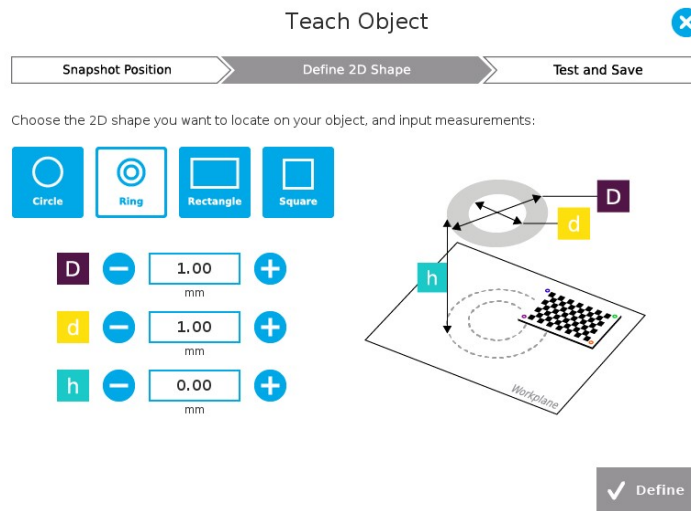 Teach Object
Snapshot Position
Define 2D Shape
Test and Save
Choose the 2D shape you want to locate on your object, and input measurements:
Circle
Ring
Rectangle
Square
D
1.00
mm
d
1.00
mm
h
0.00
mm
D
d
h
Workplane
Define